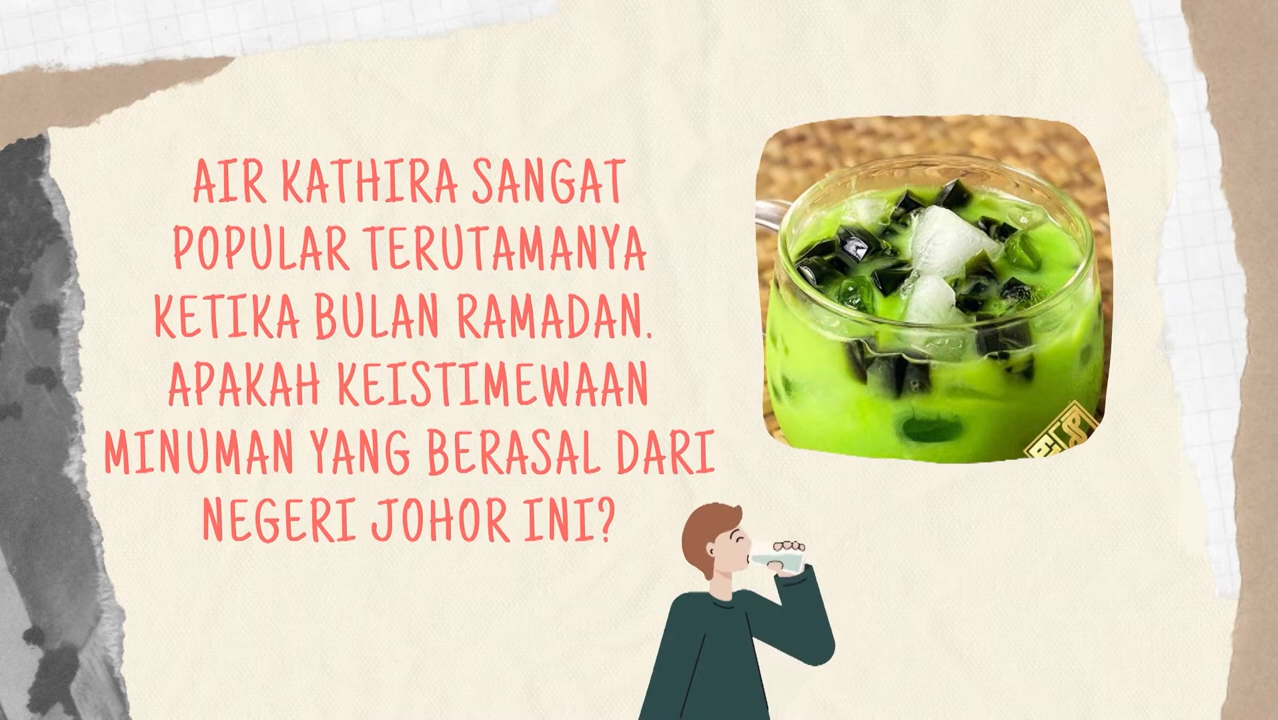 AIR KATHIRA SANGAT
POPULAR TERUTAMANYA
KETIKA BULAN RAMADAN.
APAKAH KEISTIMEWAAN
MINUMAN YANG BERASAL DARI
NEGERI JOHOR INI?